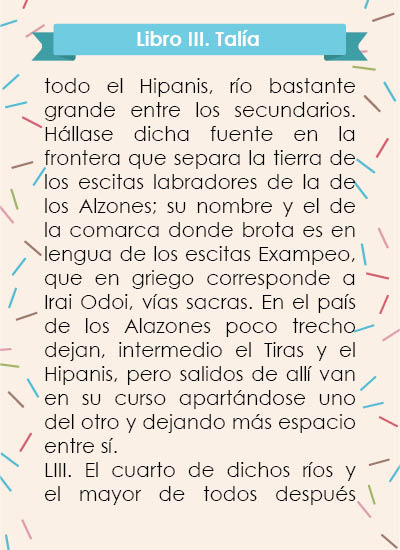 Libro III. Talía
todo el Hipanis, río bastante
grande entre los secundarios.
Hállase dicha fuente en la
frontera que separa la tierra de
los escitas labradores de la de
los Alzones; su nombre y el de
la comarca donde brota es en
lengua de los escitas Exampeo,
que en griego corresponde a
Irai Odoi, vías sacras. En el país
de los Alazones poco trecho
dejan, intermedio el Tiras y el
Hipanis, pero salidos de allí van
en su curso apartándose uno
del otro y dejando más espacio
entre sí.
LIII. El cuarto de dichos ríos y
el mayor de todos después